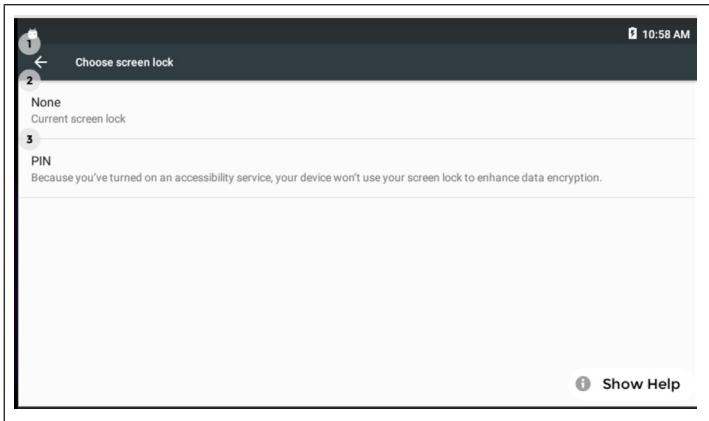 10:58 AM
1
Choose screen lock
2
None
Current screen lock
3
PIN
Because you've turned on an accessibility service, your device won't use your screen lock to enhance data encryption.
Show Help